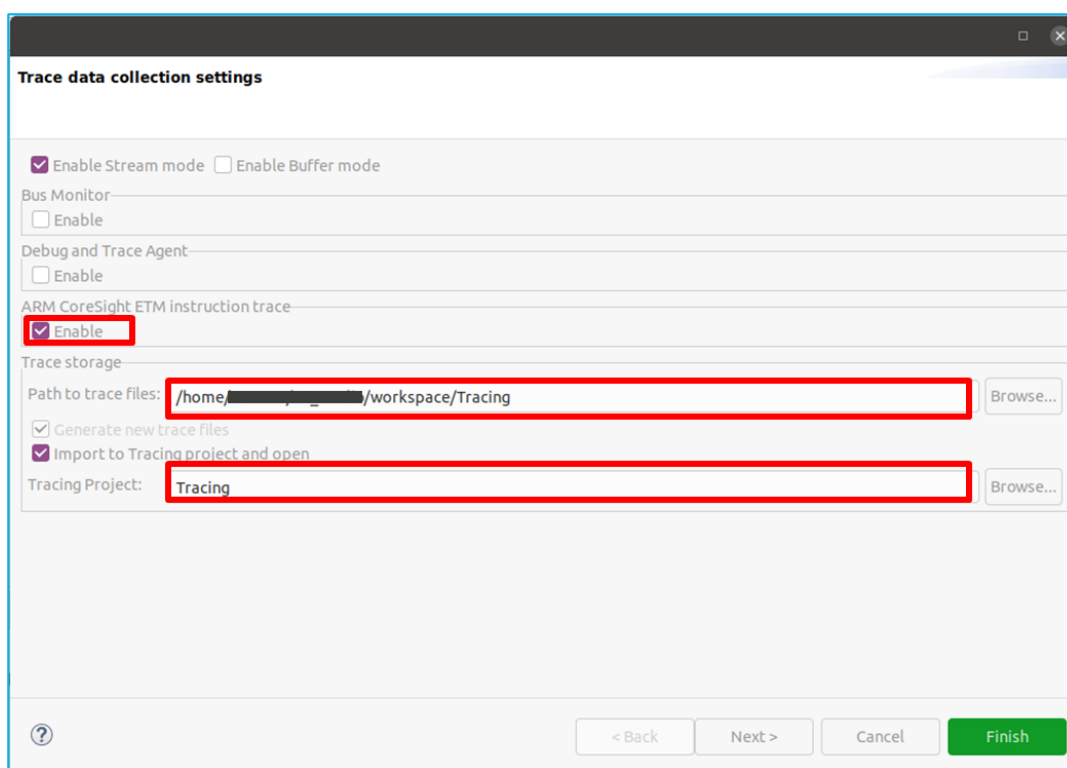 Trace data collection settings
Enable Stream mode Enable Buffer mode
Bus Monitor
Enable
Debug and Trace Agent
Enable
ARM CoreSight ETM instruction trace
Enable
Trace storage
Path to trace files: /home/ /workspace/Tracing Browse...
Generate new trace files
Import to Tracing project and open
Tracing Project: Tracing Browse...
? < Back Next > Cancel Finish